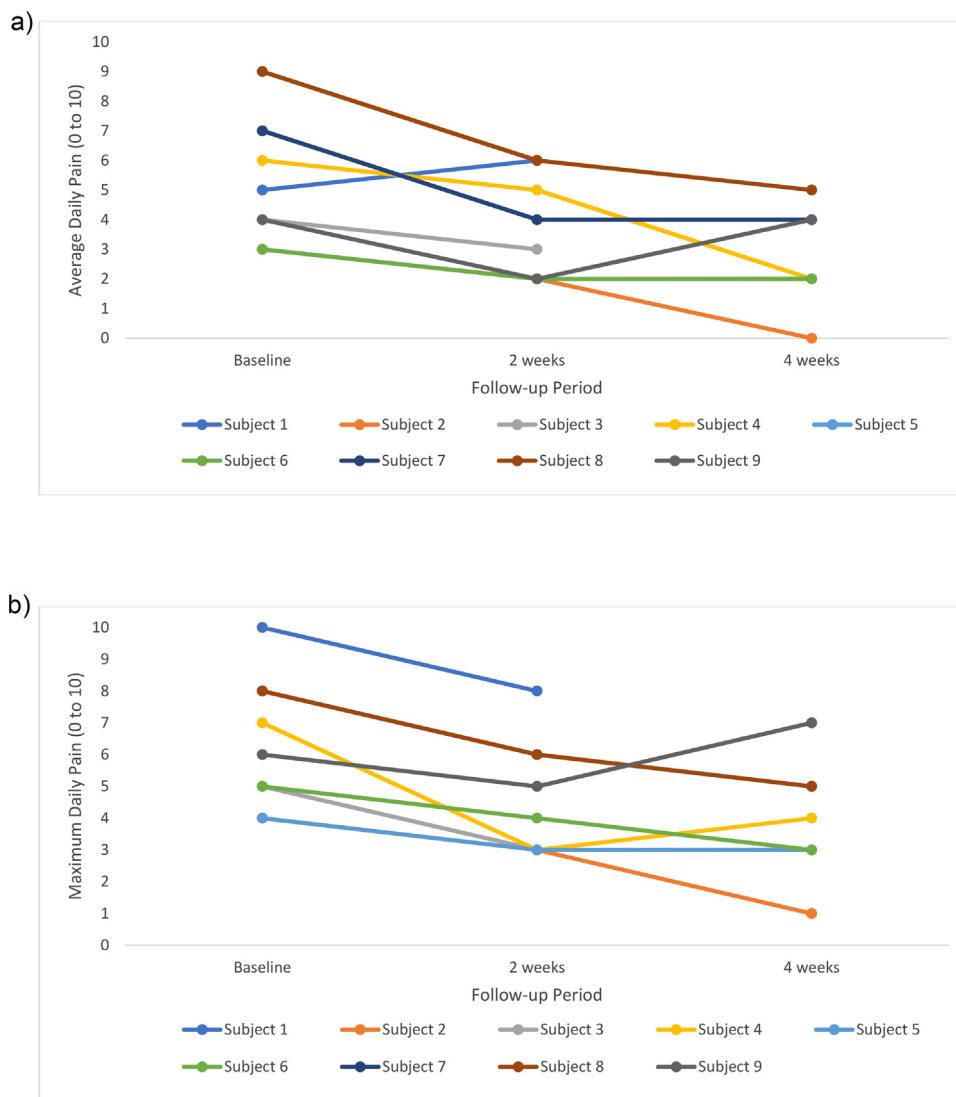 a)
10
9
8
7
6
5
4
3
2
1
0
Average Daily Pain (0 to 10)
Baseline 2 weeks 4 weeks
Follow-up Period
Subject 1 Subject 2 Subject 3 Subject 4 Subject 5
Subject 6 Subject 7 Subject 8 Subject 9
b)
10
9
8
7
6
5
4
3
2
1
0
Maximum Daily Pain (0 to 10)
Baseline 2 weeks 4 weeks
Follow-up Period
Subject 1 Subject 2 Subject 3 Subject 4 Subject 5
Subject 6 Subject 7 Subject 8 Subject 9